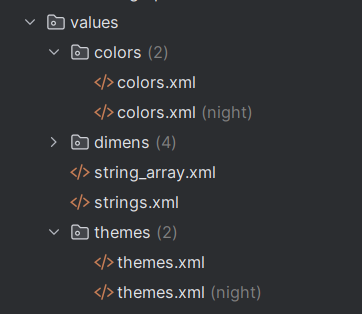 values
colors (2)
colors.xml
colors.xml (night)
dimens (4)
string_array.xml
strings.xml
themes (2)
themes.xml
themes.xml (night)